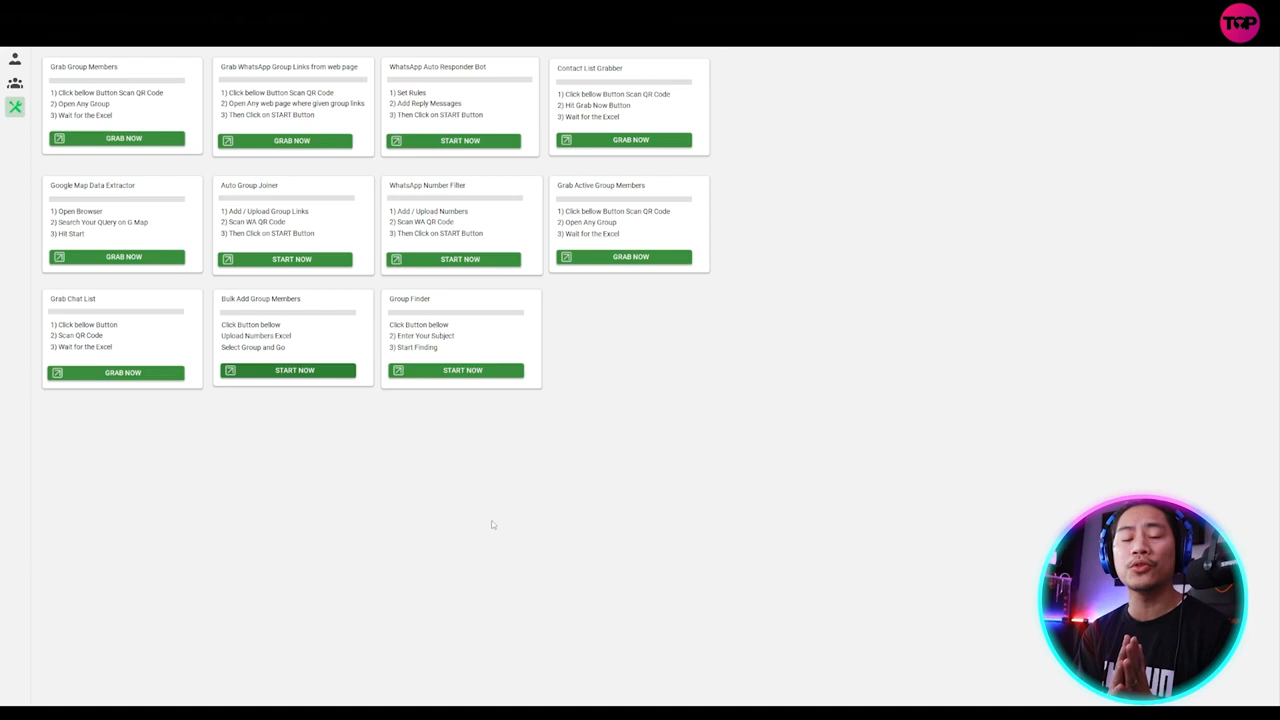 TOP
Grab Group Members
1) Click bellow Button Scan QR Code
2) Open Any Group
3) Wait for the Excel
GRAB NOW
Grab WhatsApp Group Links from web page
1) Click bellow Button Scan QR Code
2) Open Any web page where given group links
3) Then Click on START Button
GRAB NOW
WhatsApp Auto Responder Bot
1) Set Rules
2) Add Reply Messages
3) Then Click on START Button
START NOW
Contact List Grabber
1) Click bellow Button Scan QR Code
2) Hit Grab Now Button
3) Wait for the Excel
GRAB NOW
Google Map Data Extractor
1) Open Browser
2) Search Your QUery on G Map
3) Hit Start
GRAB NOW
Auto Group Joiner
1) Add / Upload Group Links
2) Scan WA QR Code
3) Then Click on START Button
START NOW
WhatsApp Number Filter
1) Add / Upload Numbers
2) Scan WA QR Code
3) Then Click on START Button
START NOW
Grab Active Group Members
1) Click bellow Button Scan QR Code
2) Open Any Group
3) Wait for the Excel
GRAB NOW
Grab Chat List
1) Click bellow Button
2) Scan QR Code
3) Wait for the Excel
GRAB NOW
Bulk Add Group Members
Click Button bellow
Upload Numbers Excel
Select Group and Go
START NOW
Group Finder
Click Button bellow
2) Enter Your Subject
3) Start Finding
START NOW